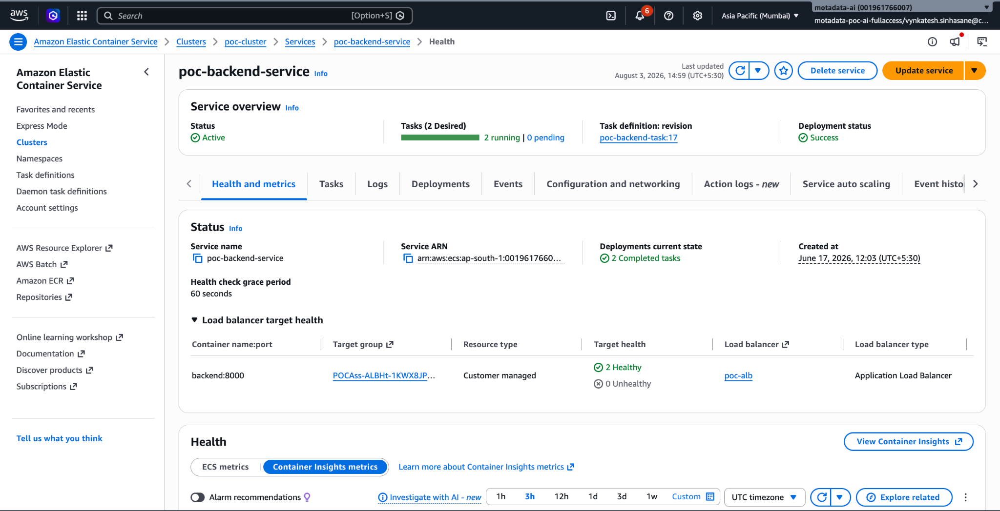 aws
Search [Option+S]
6
Asia Pacific (Mumbai)
motadata-ai (001961766007)
motadata-poc-ai-fullaccess/vynkatesh.sinhasane@c...
Amazon Elastic Container Service
Clusters
poc-cluster
Services
poc-backend-service
Health
Amazon Elastic
Container Service
Favorites and recents
Express Mode
Clusters
Namespaces
Task definitions
Daemon task definitions
Account settings
AWS Resource Explorer
AWS Batch
Amazon ECR
Repositories
Online learning workshop
Documentation
Discover products
Subscriptions
Tell us what you think
poc-backend-service Info
Last updated
August 3, 2026, 14:59 (UTC+5:30)
Delete service
Update service
Service overview Info
Status
Active
Tasks (2 Desired)
2 running | 0 pending
Task definition: revision
poc-backend-task:17
Deployment status
Success
Health and metrics
Tasks
Logs
Deployments
Events
Configuration and networking
Action logs - new
Service auto scaling
Event histo
Status Info
Service name
poc-backend-service
Service ARN
arn:aws:ecs:ap-south-1:0019617660...
Deployments current state
2 Completed tasks
Created at
June 17, 2026, 12:03 (UTC+5:30)
Health check grace period
60 seconds
Load balancer target health
Container name:port
Target group
Resource type
Target health
Load balancer
Load balancer type
backend:8000
POCAss-ALBHt-1KWX8JP...
Customer managed
2 Healthy
0 Unhealthy
poc-alb
Application Load Balancer
Health
View Container Insights
ECS metrics
Container Insights metrics
Learn more about Container Insights metrics
Alarm recommendations
Investigate with AI - new
1h
3h
12h
1d
3d
1w
Custom
UTC timezone
Explore related